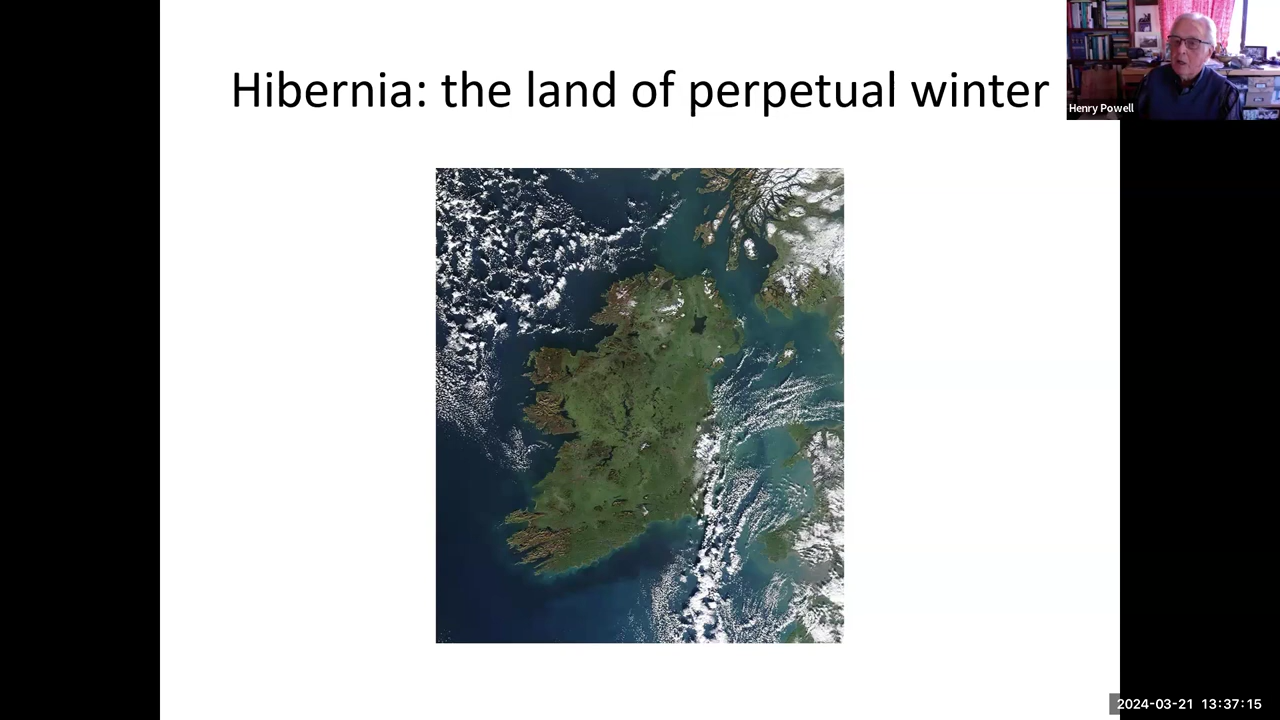 Hibernia: the land of perpetual winter
Henry Powell
2024-03-21 13:37:15